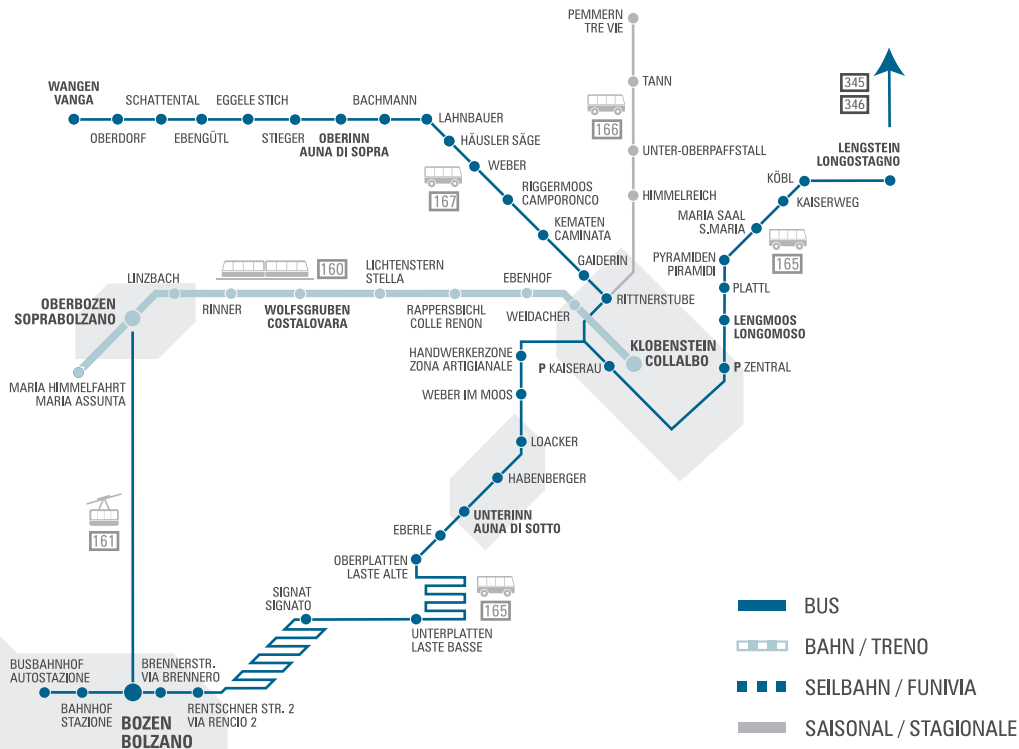 PEMMERN
TRE VIE
TANN
166
UNTER-OBERPAFFSTALL
HIMMELREICH
345
346
LENGSTEIN
LONGOSTAGNO
KÖBL
KAISERWEG
MARIA SAAL
S.MARIA
165
PYRAMIDEN
PIRAMIDI
PLATTL
LENGMOOS
LONGOMOSO
P ZENTRAL
WANGEN
VANGA
SCHATTENTAL
EGGELE STICH
BACHMANN
OBERDORF
EBENGÜTL
STIEGER
OBERINN
AUNA DI SOPRA
LAHNBAUER
HÄUSLER SÄGE
WEBER
167
RIGGERMOOS
CAMPORONCO
KEMATEN
CAMINATA
GAIDERIN
RITTNERSTUBE
LINZBACH
160
LICHTENSTERN
STELLA
EBENHOF
OBERBOZEN
SOPRABOLZANO
RINNER
WOLFSGRUBEN
COSTALOVARA
RAPPERSBICHL
COLLE RENON
WEIDACHER
KLOBENSTEIN
COLLALBO
MARIA HIMMELFAHRT
MARIA ASSUNTA
HANDWERKERZONE
ZONA ARTIGIANALE
P KAISERAU
WEBER IM MOOS
LOACKER
HABENBERGER
UNTERINN
AUNA DI SOTTO
EBERLE
OBERPLATTEN
LASTE ALTE
161
165
SIGNAT
SIGNATO
UNTERPLATTEN
LASTE BASSE
BUSBAHNHOF
AUTOSTAZIONE
BRENNERSTR.
VIA BRENNERO
BAHNHOF
STAZIONE
BOZEN
BOLZANO
RENTSCHNER STR. 2
VIA RENCIO 2
BUS
BAHN / TRENO
SEILBAHN / FUNIVIA
SAISONAL / STAGIONALE